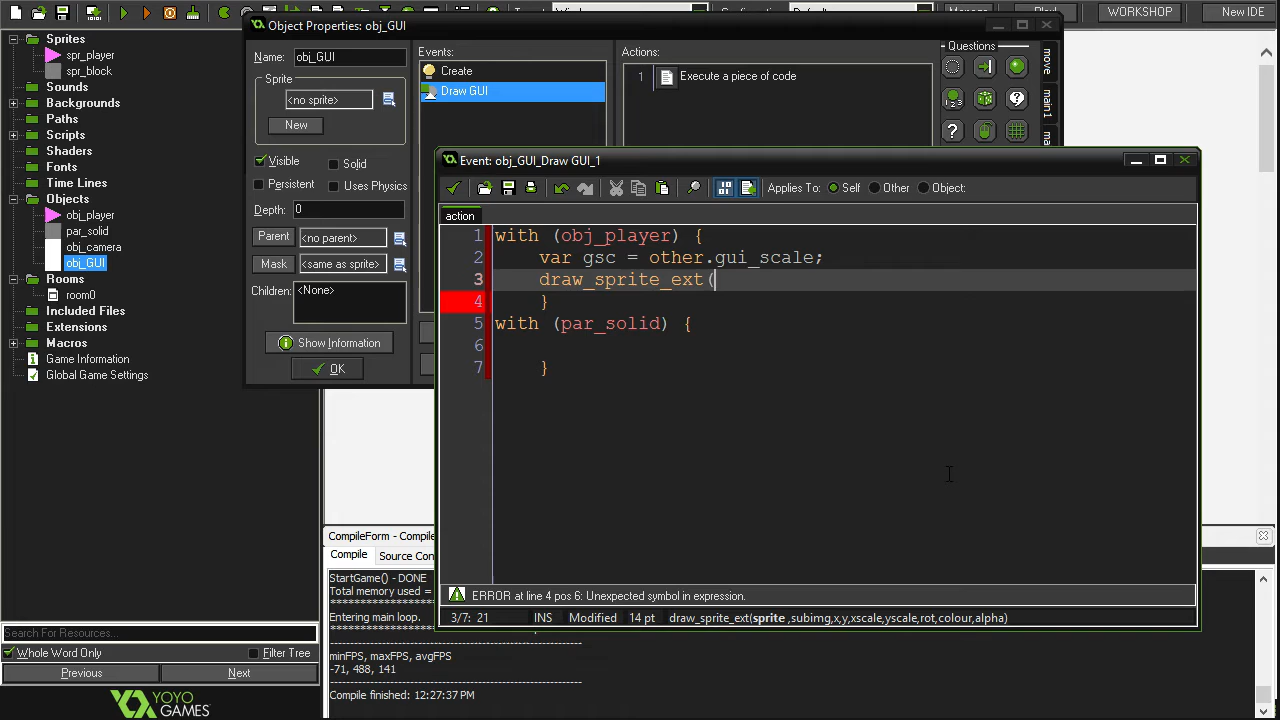 WORKSHOP
New IDE
Sprites
spr_player
spr_block
Sounds
Backgrounds
Paths
Scripts
Shaders
Fonts
Time Lines
Objects
obj_player
par_solid
obj_camera
obj_GUI
Rooms
room0
Included Files
Extensions
Macros
Game Information
Global Game Settings
Search For Resources...
Whole Word Only
Filter Tree
Previous
Next
YOYO
GAMES™
Object Properties: obj_GUI
Name:
obj_GUI
Sprite
<no sprite>
New
Visible
Solid
Persistent
Uses Physics
Depth:
0
Parent
<no parent>
Mask
<same as sprite>
Children:
<None>
Show Information
OK
Events:
Create
Draw GUI
Actions:
1
Execute a piece of code
Questions
move
main1
Event: obj_GUI_Draw GUI_1
Applies To:
Self
Other
Object:
action
1 with (obj_player) {
2 var gsc = other.gui_scale;
3 draw_sprite_ext(
4 }
5 with (par_solid) {
6
7 }
ERROR at line 4 pos 6: Unexpected symbol in expression.
3/7: 21
INS
Modified
14 pt
draw_sprite_ext(sprite ,subimg,x,y,xscale,yscale,rot,colour,alpha)
CompileForm - Compile
Compile
Source Con
StartGame() - DONE
Total memory used =
Entering main loop.
minFPS, maxFPS, avgFPS
-71, 488, 141
Compile finished: 12:27:37 PM